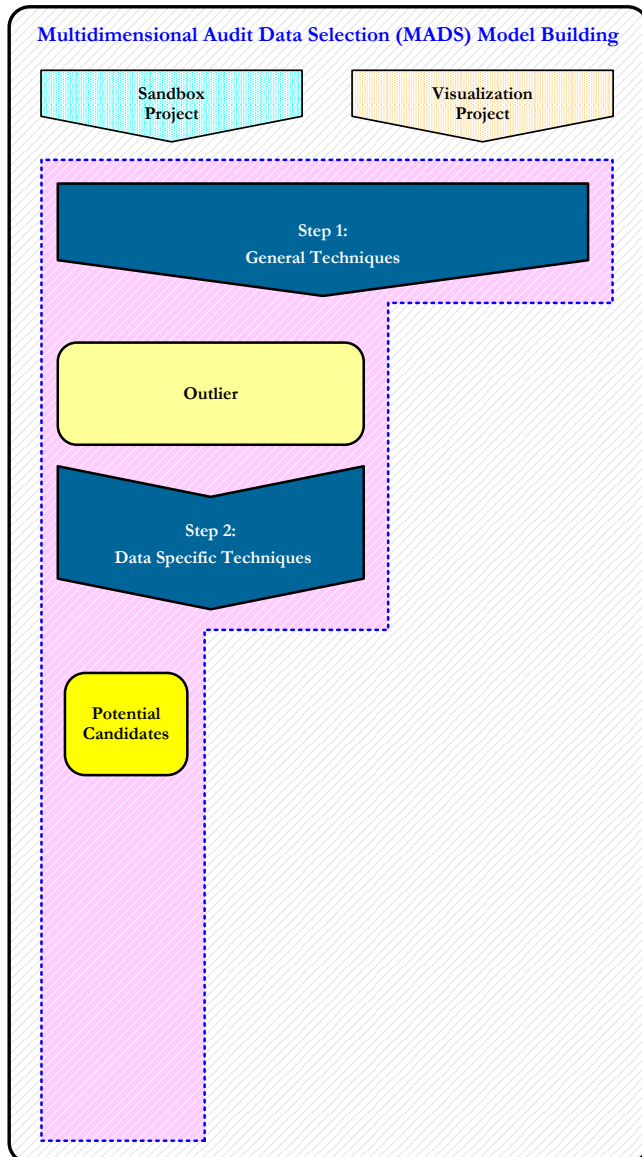 Multidimensional Audit Data Selection (MADS) Model Building
Sandbox
Project
Visualization
Project
Step 1:
General Techniques
Outlier
Step 2:
Data Specific Techniques
Potential
Candidates